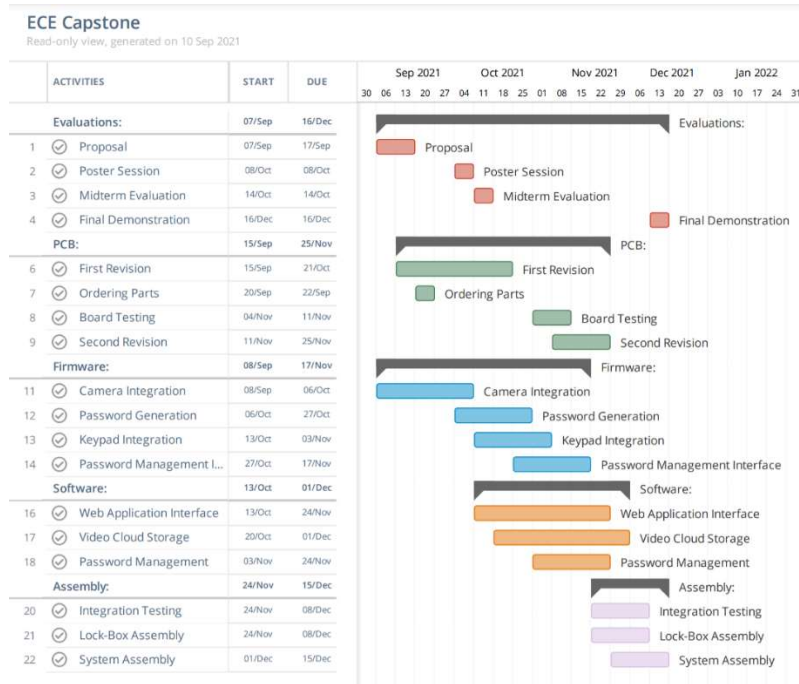 ECE Capstone
Read-only view, generated on 10 Sep 2021
ACTIVITIES START DUE Sep 2021 Oct 2021 Nov 2021 Dec 2021 Jan 2022
30 06 13 20 27 04 11 18 25 01 08 15 22 29 06 13 20 27 03 10 17 24 31
Evaluations: 07/Sep 16/Dec Evaluations:
1 Proposal 07/Sep 17/Sep Proposal
2 Poster Session 08/Oct 08/Oct Poster Session
3 Midterm Evaluation 14/Oct 14/Oct Midterm Evaluation
4 Final Demonstration 16/Dec 16/Dec Final Demonstration
PCB: 15/Sep 25/Nov PCB:
6 First Revision 15/Sep 21/Oct First Revision
7 Ordering Parts 20/Sep 22/Sep Ordering Parts
8 Board Testing 04/Nov 11/Nov Board Testing
9 Second Revision 11/Nov 25/Nov Second Revision
Firmware: 08/Sep 17/Nov Firmware:
11 Camera Integration 08/Sep 06/Oct Camera Integration
12 Password Generation 06/Oct 27/Oct Password Generation
13 Keypad Integration 13/Oct 03/Nov Keypad Integration
14 Password Management I... 27/Oct 17/Nov Password Management Interface
Software: 13/Oct 01/Dec Software:
16 Web Application Interface 13/Oct 24/Nov Web Application Interface
17 Video Cloud Storage 20/Oct 01/Dec Video Cloud Storage
18 Password Management 03/Nov 24/Nov Password Management
Assembly: 24/Nov 15/Dec Assembly:
20 Integration Testing 24/Nov 08/Dec Integration Testing
21 Lock-Box Assembly 24/Nov 08/Dec Lock-Box Assembly
22 System Assembly 01/Dec 15/Dec System Assembly